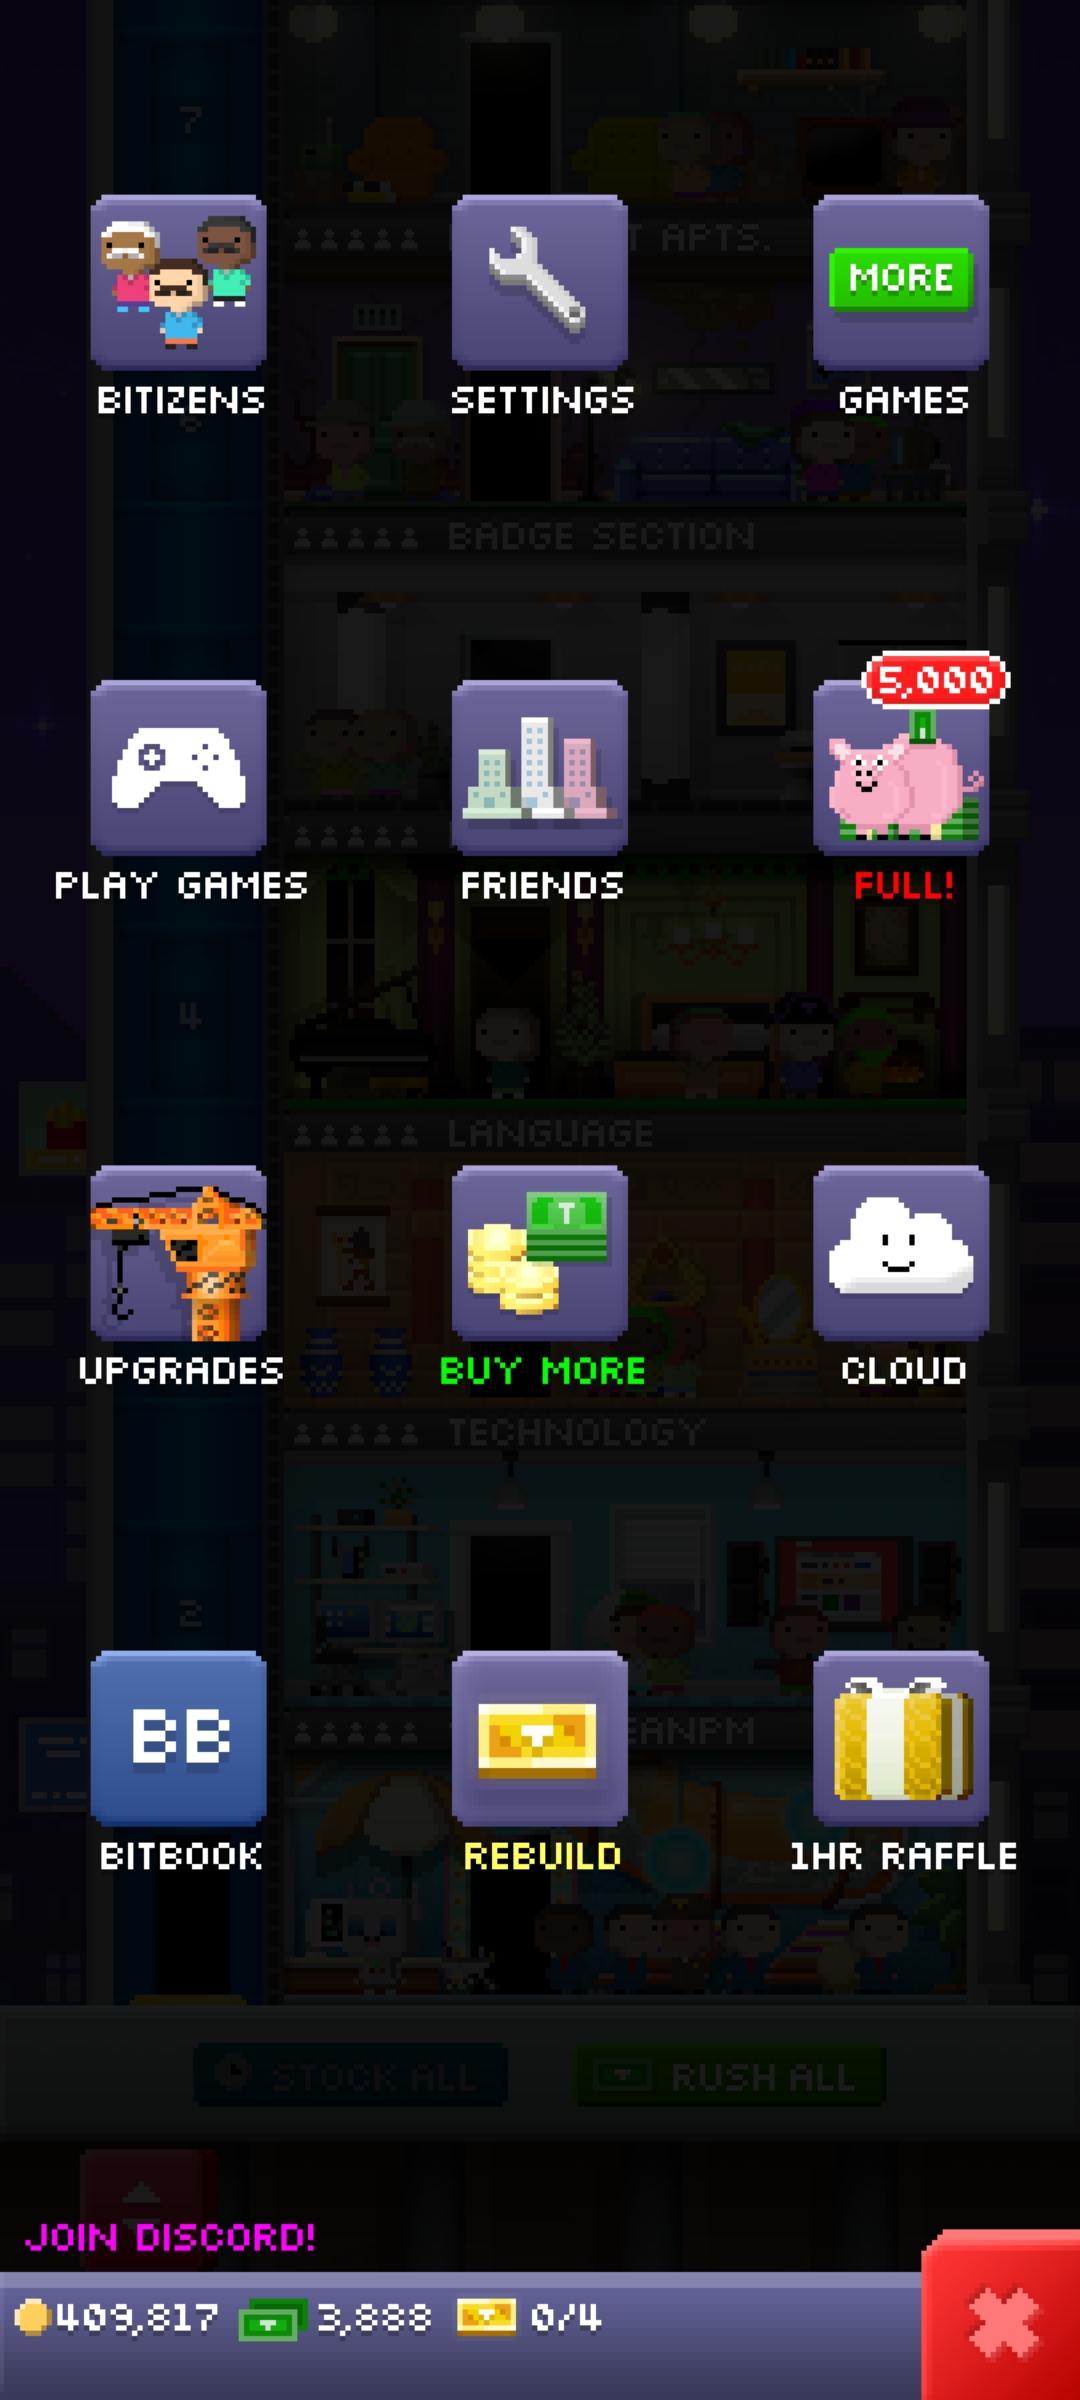 7
T APTS.
MORE
BITIZENS
SETTINGS
GAMES
BADGE SECTION
5,000
PLAY GAMES
FRIENDS
FULL!
4
LANGUAGE
T
UPGRADES
BUY MORE
CLOUD
TECHNOLOGY
2
BB
EANPM
BITBOOK
REBUILD
1HR RAFFLE
STOCK ALL
RUSH ALL
JOIN DISCORD!
409,817 3,888 0/4